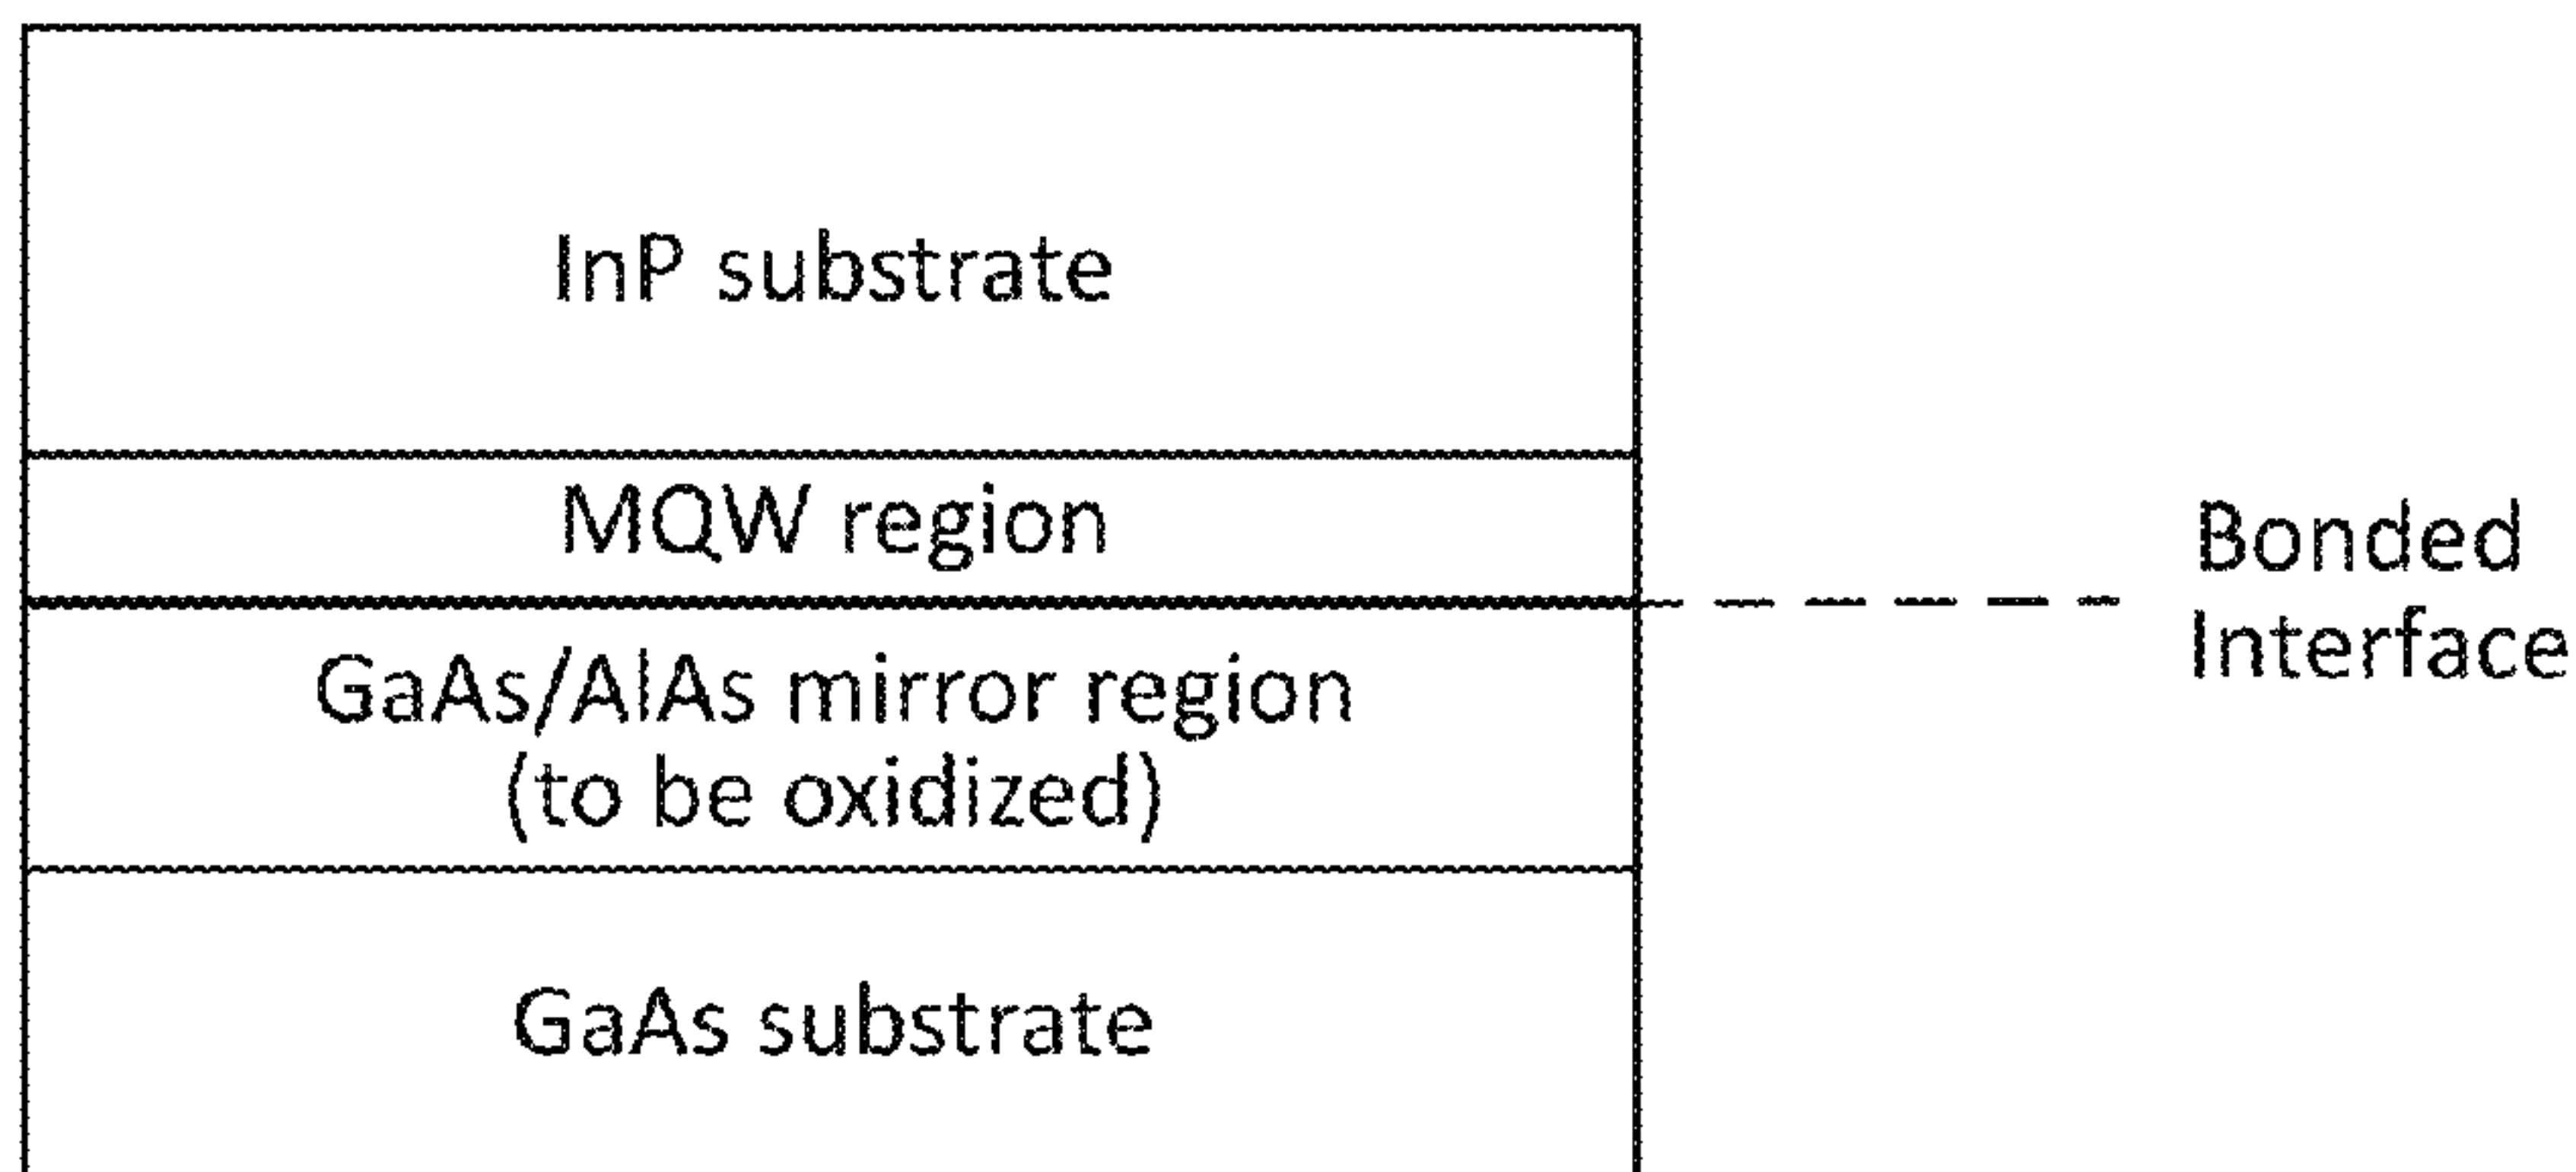 InP substrate
MQW region
Bonded
Interface
GaAs/AlAs mirror region
(to be oxidized)
GaAs substrate